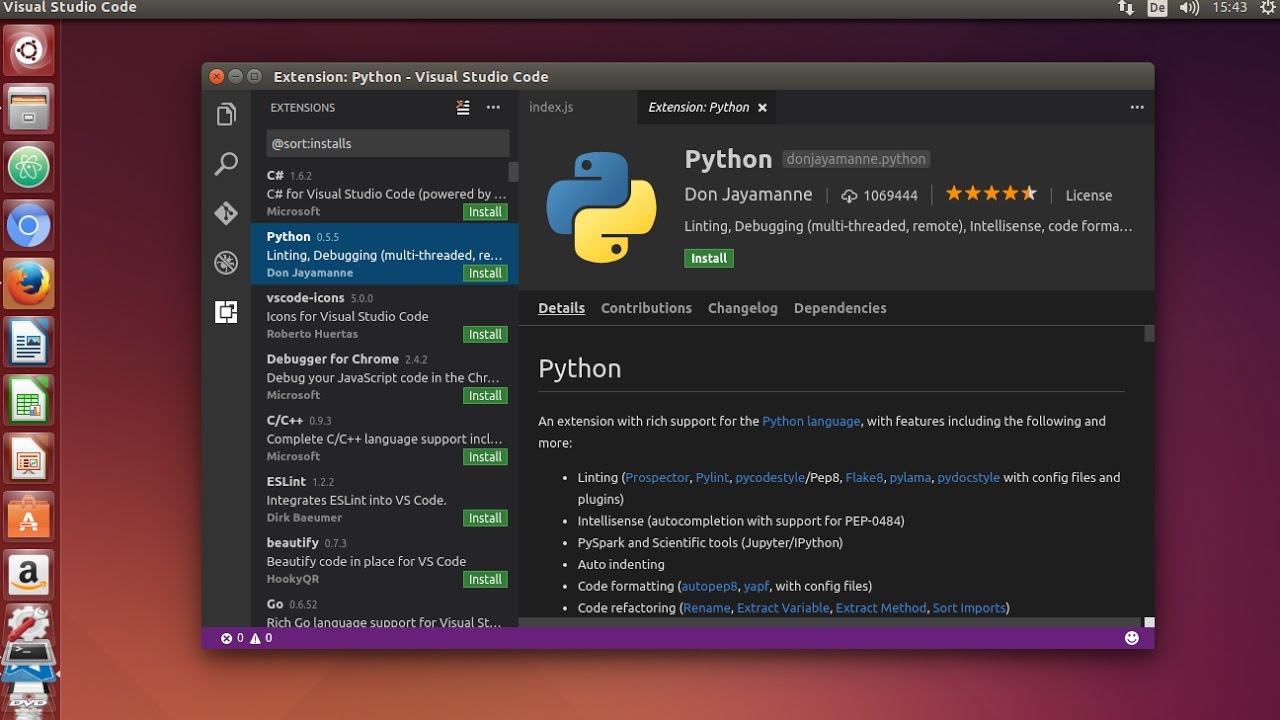 Visual Studio Code
De
15:43
Extension: Python - Visual Studio Code
EXTENSIONS
@sort:installs
C# 1.6.2
C# for Visual Studio Code (powered by ...
Microsoft Install
Python 0.5.5
Linting, Debugging (multi-threaded, re...
Don Jayamanne Install
vscode-icons 5.0.0
Icons for Visual Studio Code
Roberto Huertas Install
Debugger for Chrome 2.4.2
Debug your JavaScript code in the Chr...
Microsoft Install
C/C++ 0.9.3
Complete C/C++ language support incl...
Microsoft Install
ESLint 1.2.2
Integrates ESLint into VS Code.
Dirk Baeumer Install
beautify 0.7.3
Beautify code in place for VS Code
HookyQR Install
Go 0.6.52
Rich Go language support for Visual St...
index.js
Extension: Python
Python donjayamanne.python
Don Jayamanne 1069444 License
Linting, Debugging (multi-threaded, remote), Intellisense, code forma...
Install
Details Contributions Changelog Dependencies
Python
An extension with rich support for the Python language, with features including the following and
more:
• Linting (Prospector, Pylint, pycodestyle/Pep8, Flake8, pylama, pydocstyle with config files and
plugins)
• Intellisense (autocompletion with support for PEP-0484)
• PySpark and Scientific tools (Jupyter/IPython)
• Auto indenting
• Code formatting (autopep8, yapf, with config files)
• Code refactoring (Rename, Extract Variable, Extract Method, Sort Imports)
0 0
a
DVD